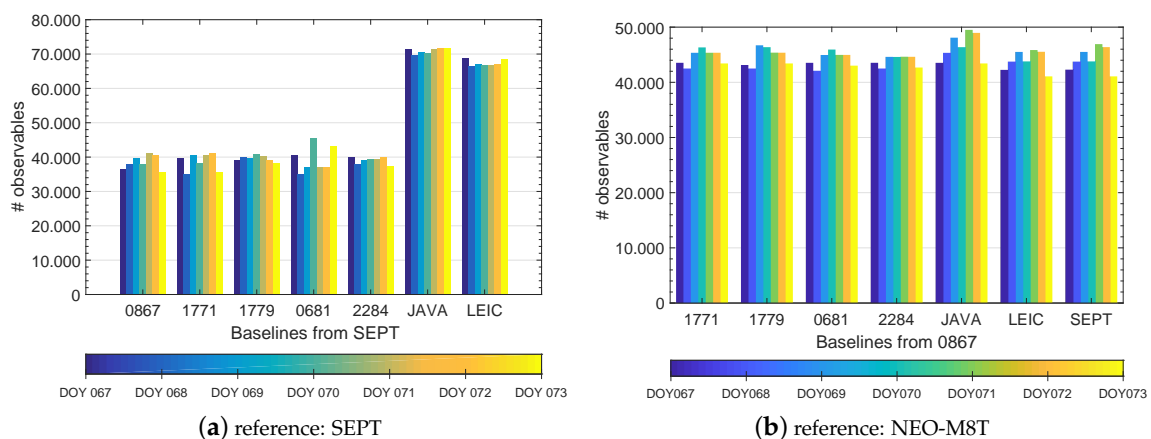 80.000
70.000
60.000
50.000
40.000
30.000
20.000
10.000
0
# observables
0867 1771 1779 0681 2284 JAVA LEIC
Baselines from SEPT
DOY 067 DOY 068 DOY 069 DOY 070 DOY 071 DOY 072 DOY 073
(a) reference: SEPT
50.000
40.000
30.000
20.000
10.000
0
# observables
1771 1779 0681 2284 JAVA LEIC SEPT
Baselines from 0867
DOY067 DOY068 DOY069 DOY070 DOY071 DOY072 DOY073
(b) reference: NEO-M8T